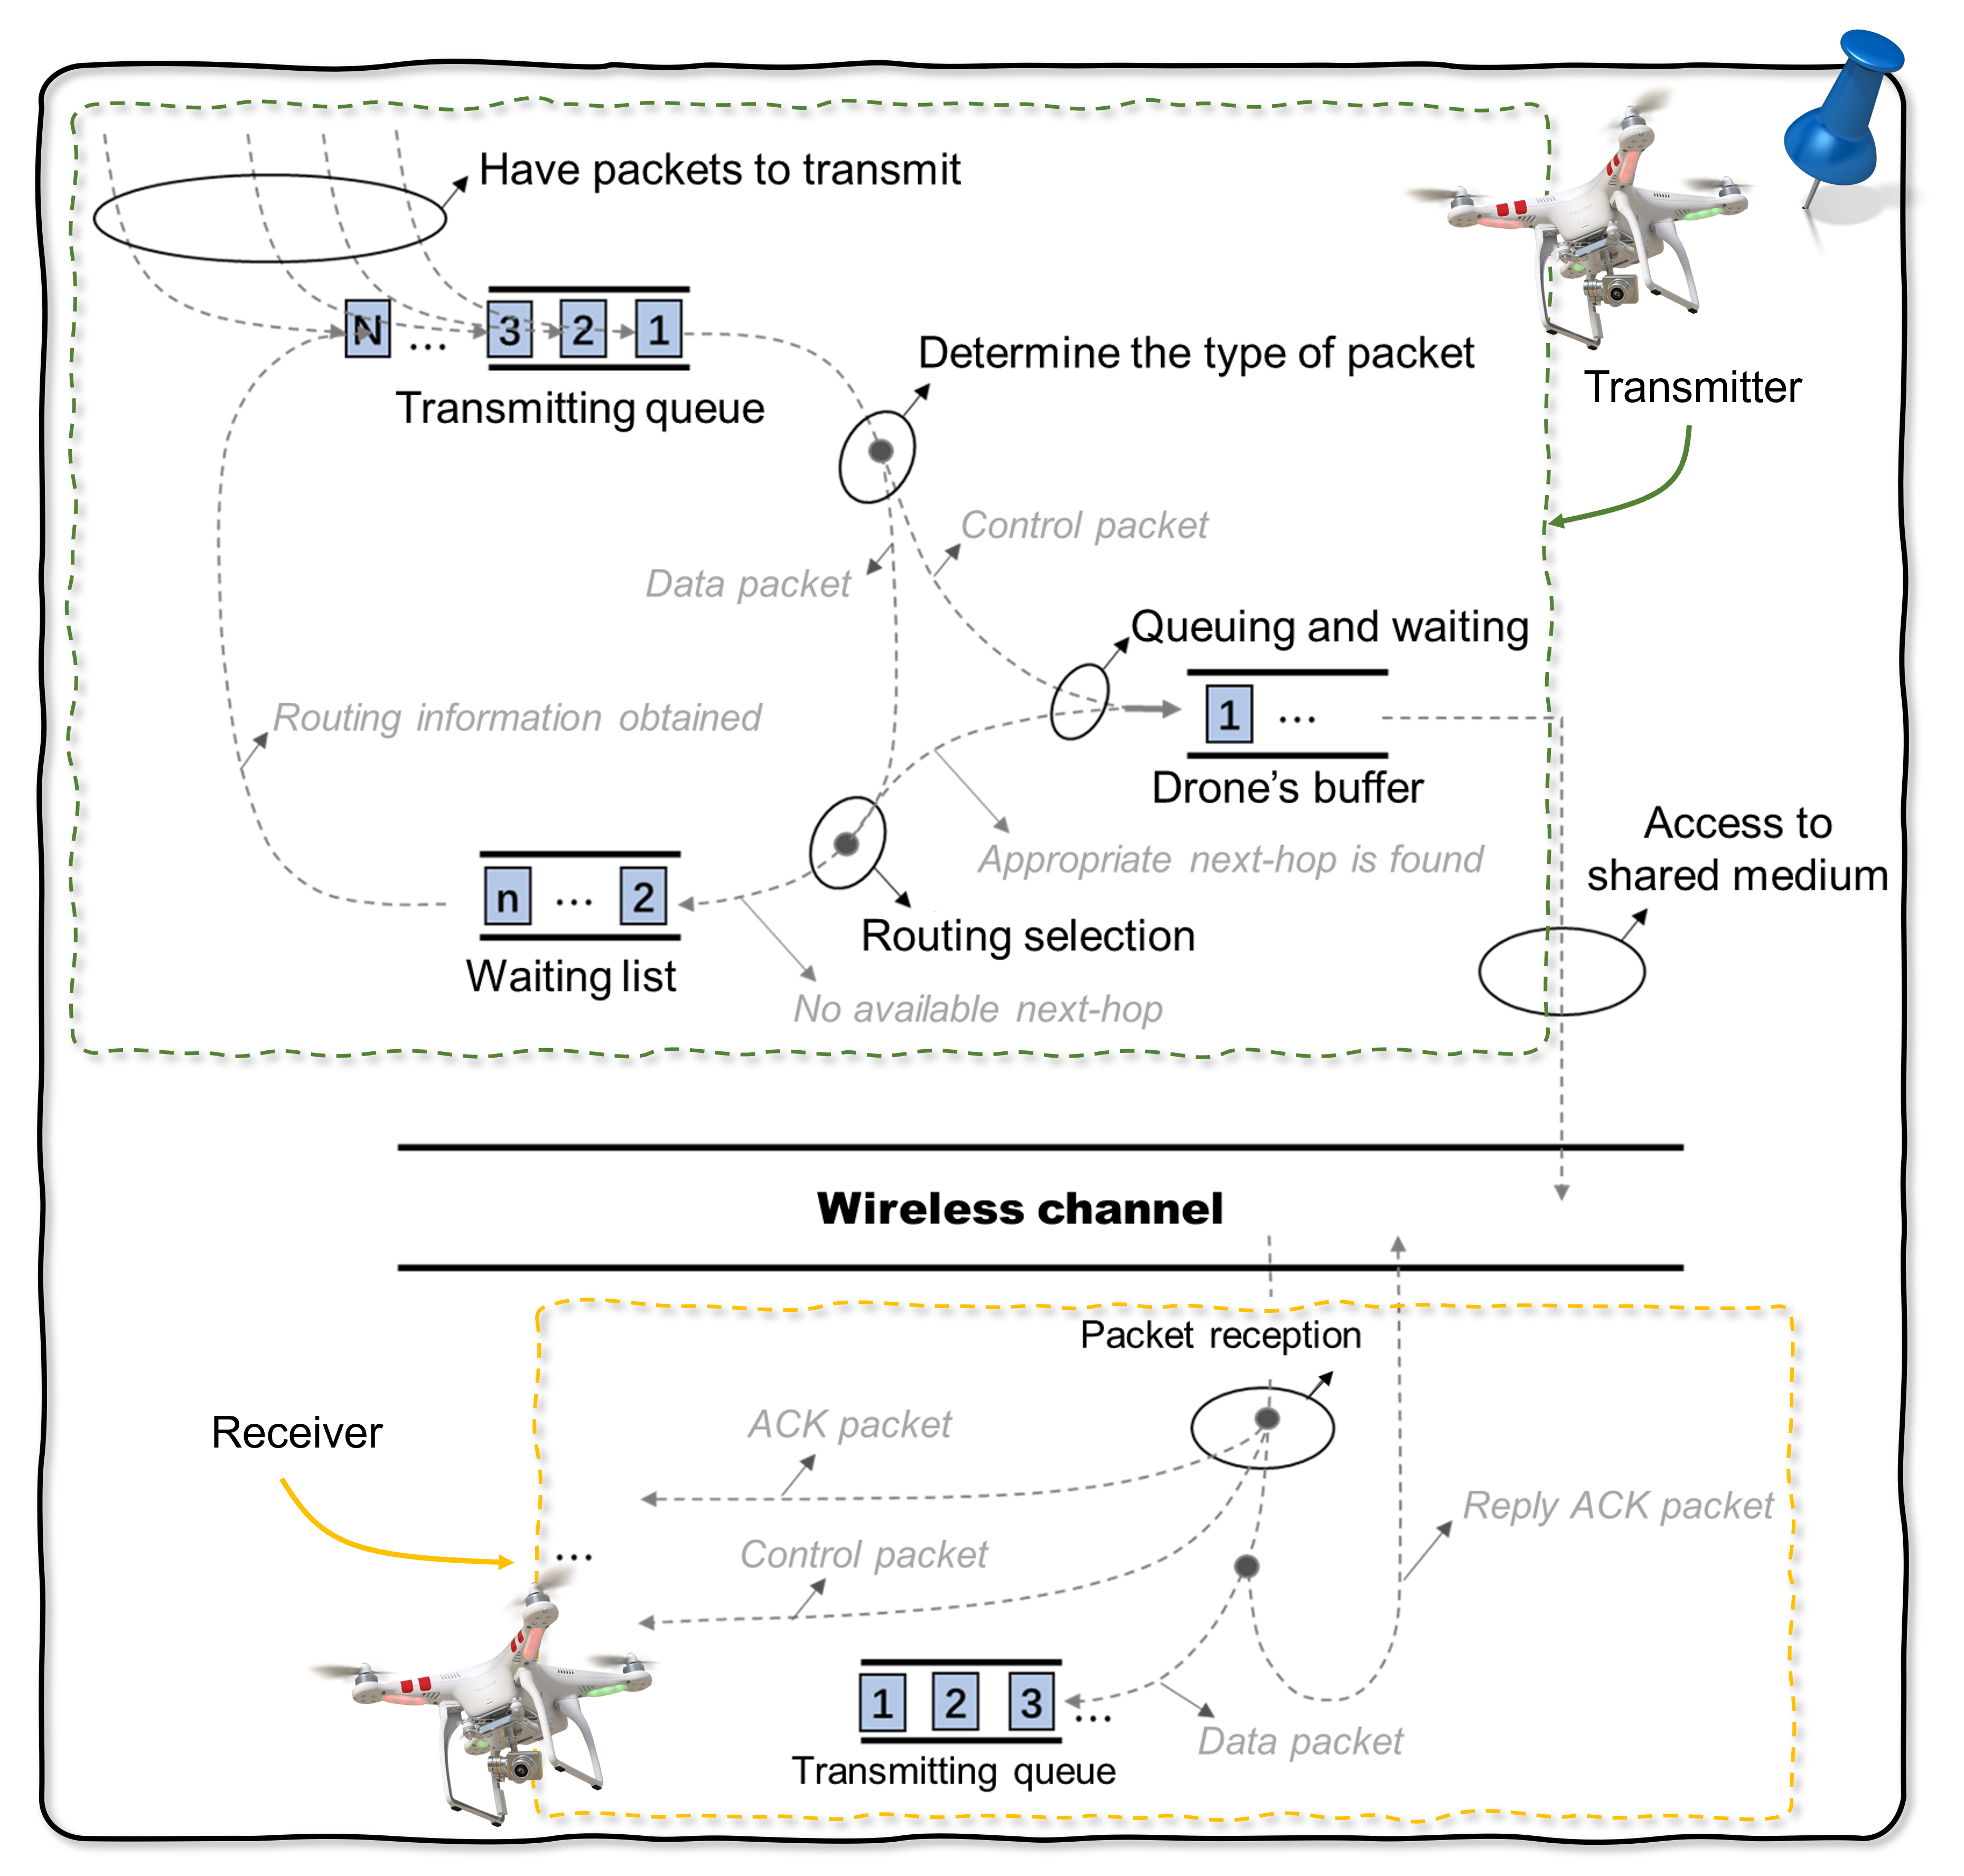 Have packets to transmit
N ... 3 2 1
Transmitting queue
Determine the type of packet
Transmitter
Control packet
Data packet
Queuing and waiting
Routing information obtained
1 ...
Drone's buffer
Access to
shared medium
Appropriate next-hop is found
n ... 2
Routing selection
Waiting list
No available next-hop
Wireless channel
Packet reception
ACK packet
Receiver
Reply ACK packet
Control packet
...
1 2 3 ...
Data packet
Transmitting queue